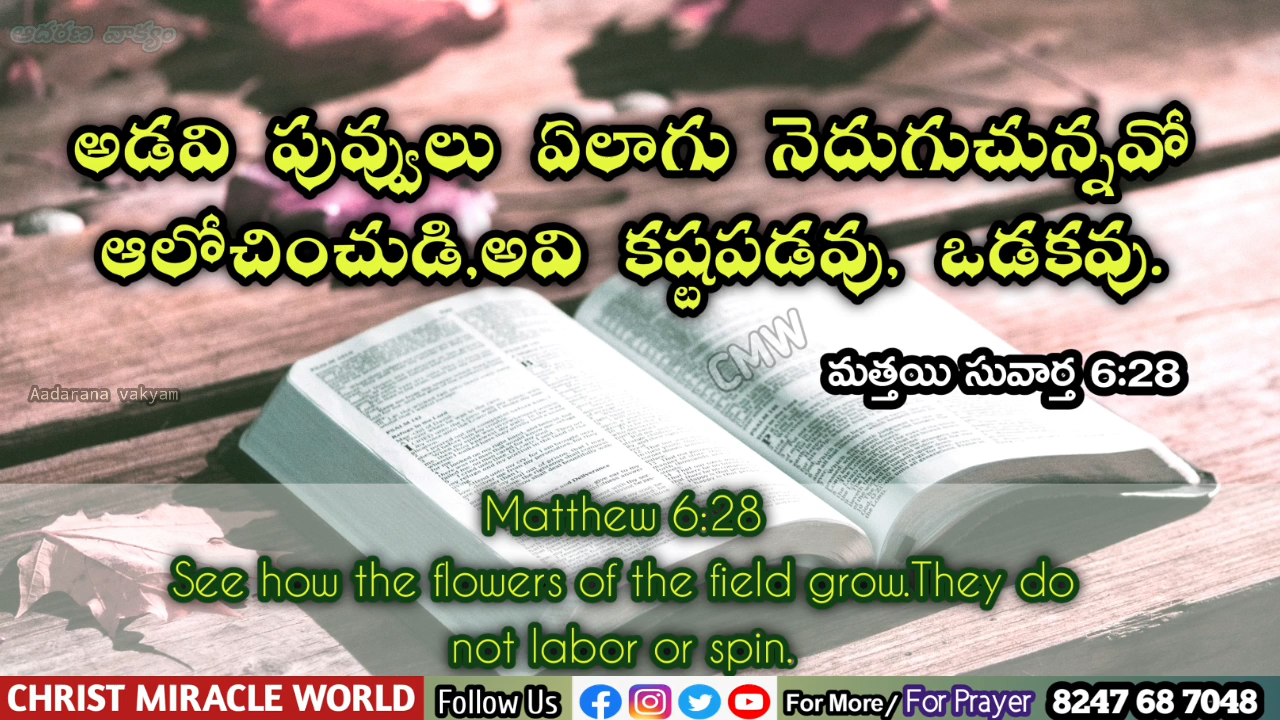 ఆదరణ వాక్యం
అడవి పువ్వులు ఏలాగు నెదుగుచున్నవో
ఆలోచించుడి,అవి కష్టపడవు, ఒడకవు.
CMW
మత్తయి సువార్త 6:28
Aadarana vakyam
Matthew 6:28
See how the flowers of the field grow.They do
not labor or spin.
CHRIST MIRACLE WORLD Follow Us For More/ For Prayer 8247 68 7048